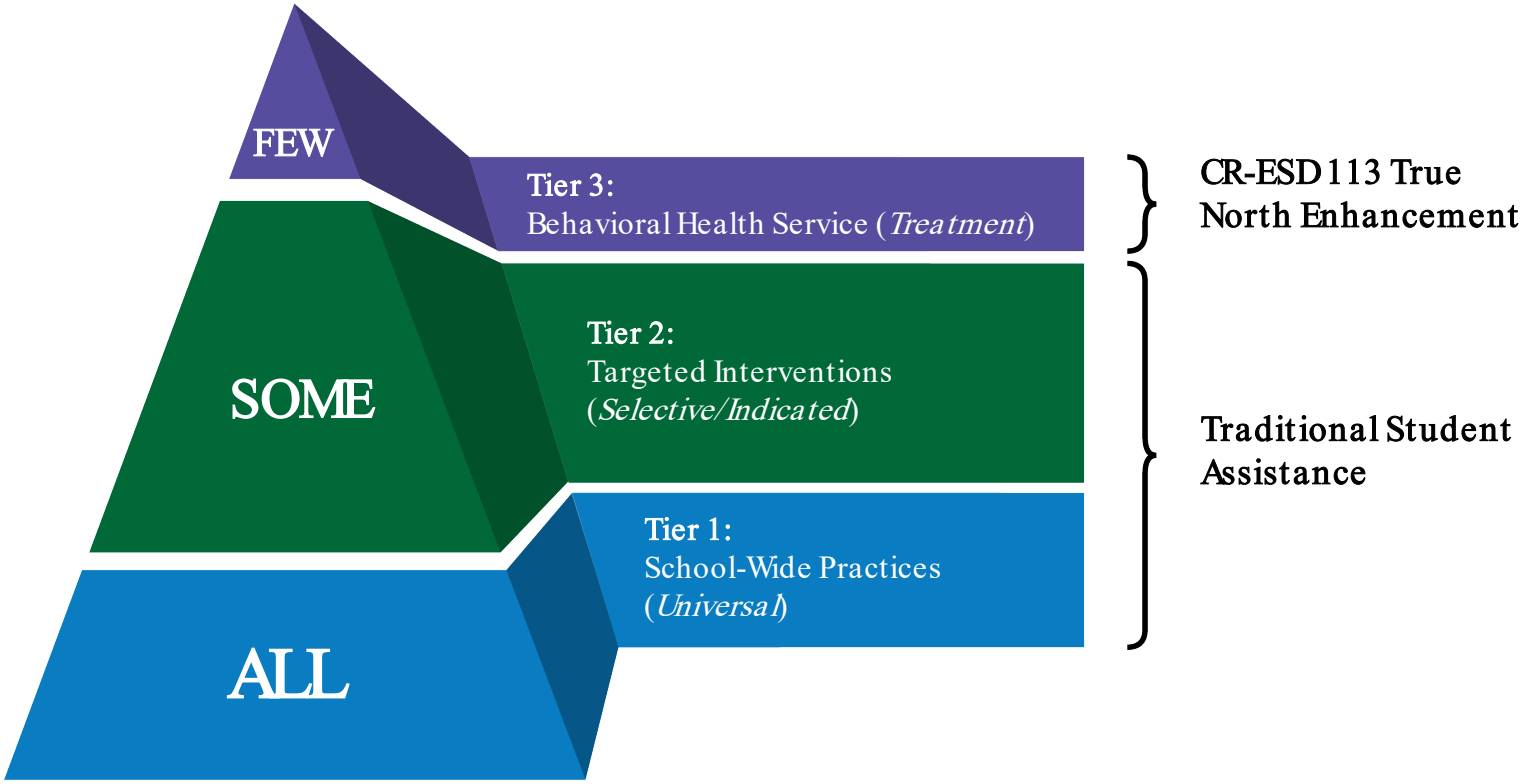 FEW
Tier 3:
Behavioral Health Service (Treatment)
CR-ESD 113 True
North Enhancement
SOME
Tier 2:
Targeted Interventions
(Selective/Indicated)
Traditional Student
Assistance
ALL
Tier 1:
School-Wide Practices
(Universal)